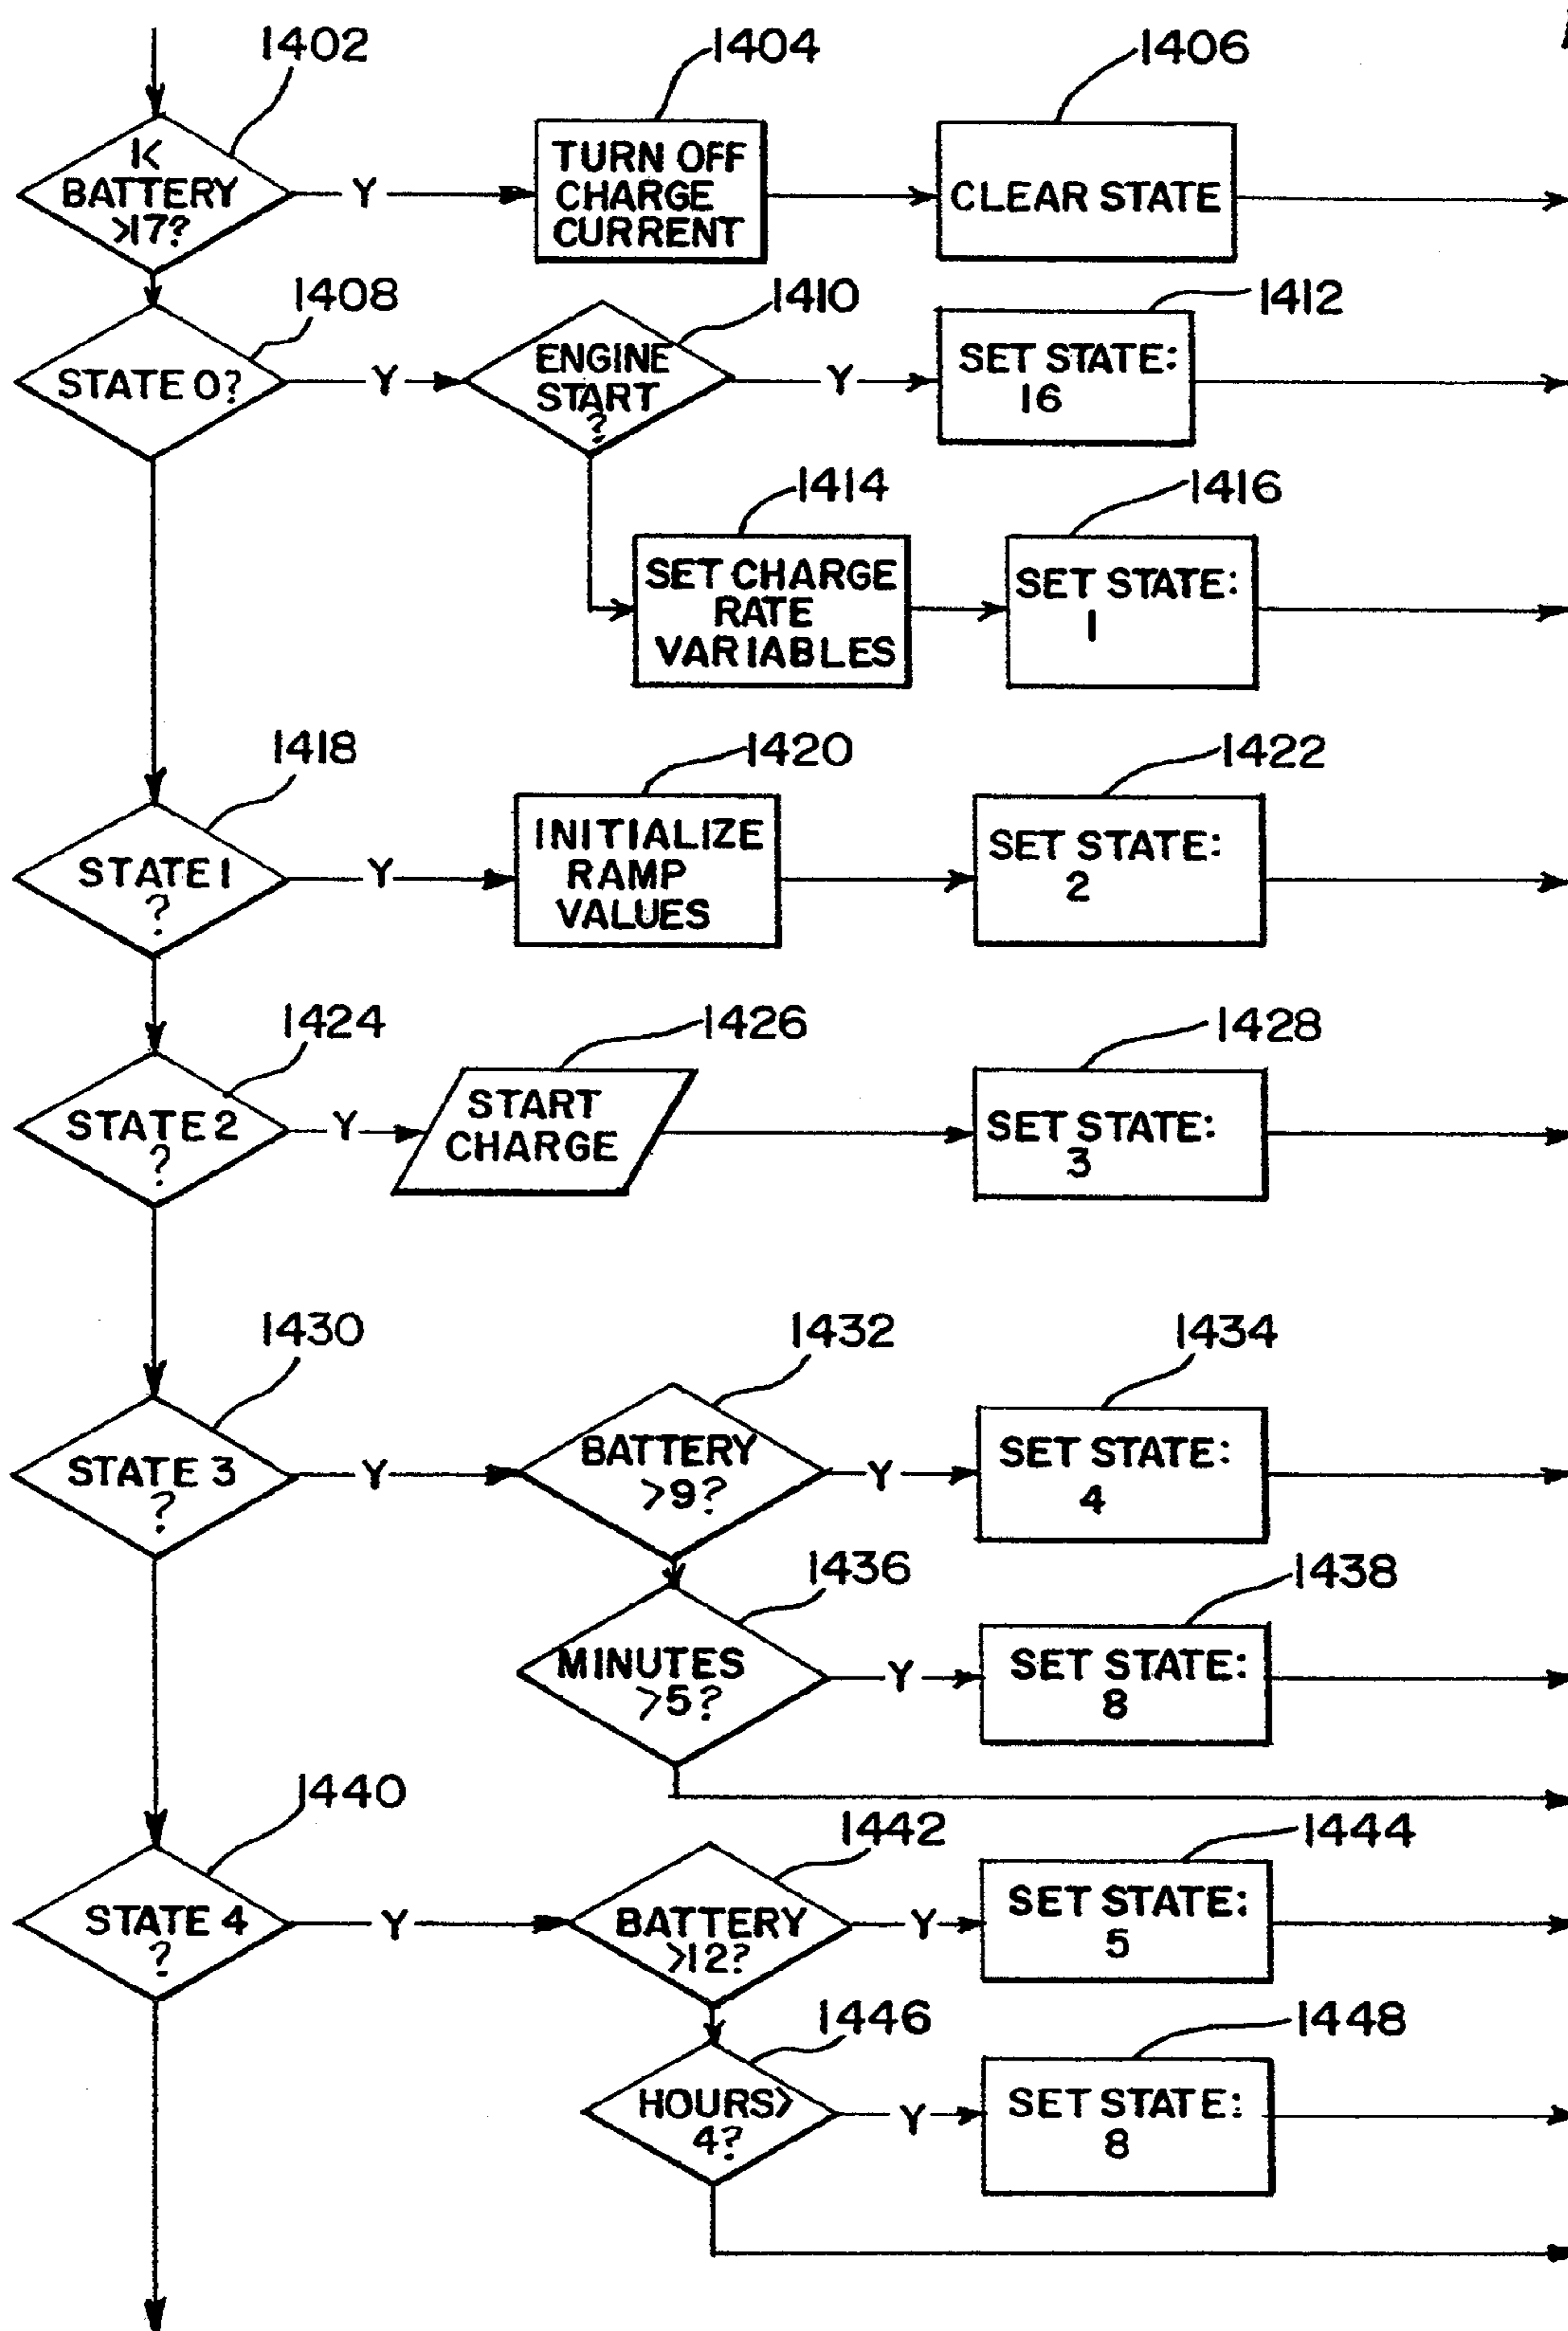 1402
1404
1406
1<
BATTERY
>17?
Y
TURN OFF
CHARGE
CURRENT
CLEAR STATE
1408
1410
1412
STATE 0?
Y
ENGINE
START
?
Y
SET STATE:
16
1414
1416
SET CHARGE
RATE
VARIABLES
SET STATE:
1
1418
1420
1422
STATE 1
?
Y
INITIALIZE
RAMP
VALUES
SET STATE:
2
1424
1426
1428
STATE 2
?
Y
START
CHARGE
SET STATE:
3
1430
1432
1434
STATE 3
?
Y
BATTERY
>9?
Y
SET STATE:
4
1436
1438
MINUTES
>5?
Y
SET STATE:
8
1440
1442
1444
STATE 4
?
Y
BATTERY
>12?
Y
SET STATE:
5
1446
1448
HOURS>
4?
Y
SET STATE:
8